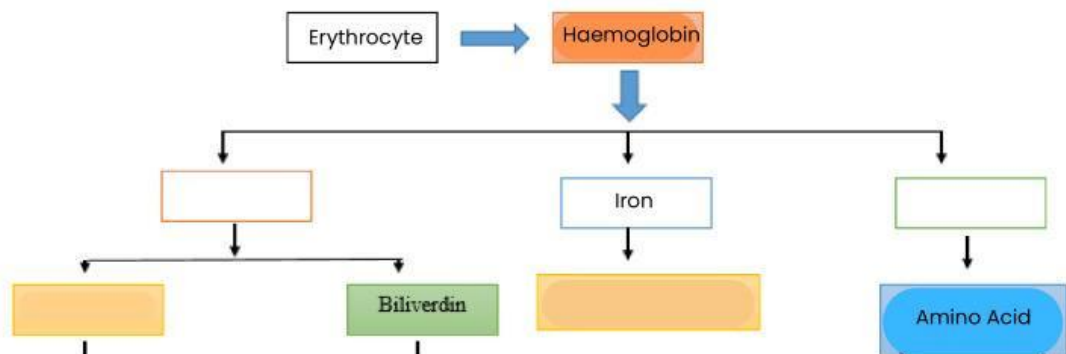 Erythrocyte
Haemoglobin
Iron
Biliverdin
Amino Acid